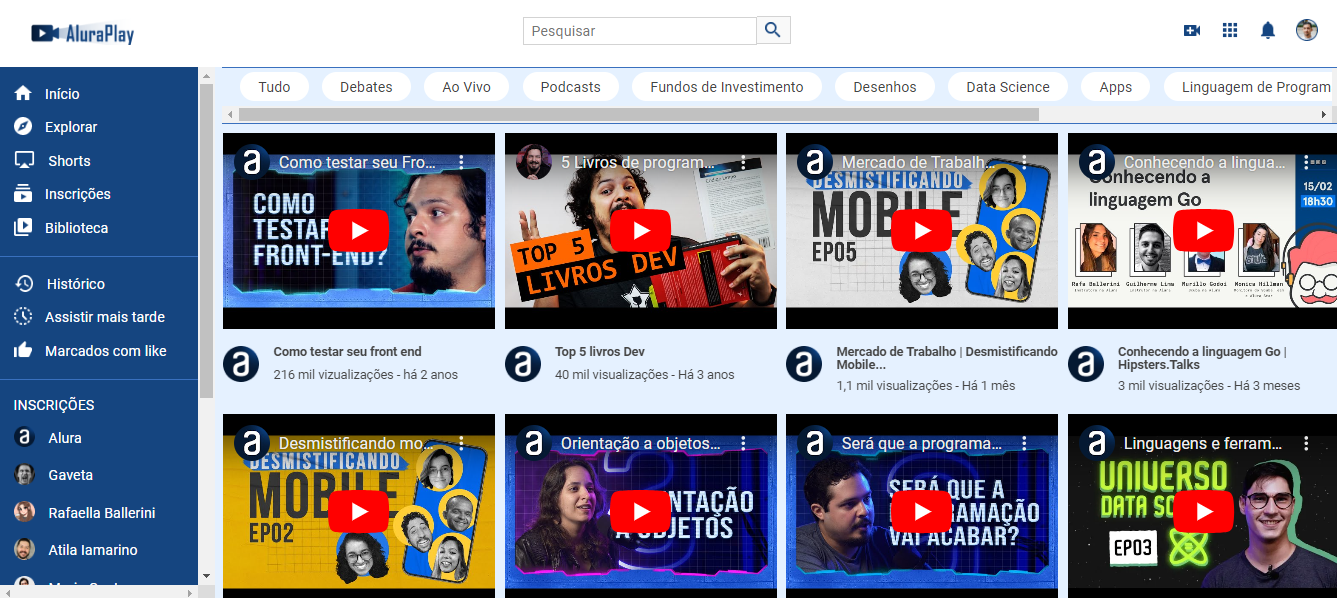 AluraPlay
Pesquisar
Início
Explorar
Shorts
Inscrições
Biblioteca
Histórico
Assistir mais tarde
Marcados com like
INSCRIÇÕES
Alura
Gaveta
Rafaella Ballerini
Atila Iamarino
Tudo
Debates
Ao Vivo
Podcasts
Fundos de Investimento
Desenhos
Data Science
Apps
Linguagem de Program
Como testar seu Fro...
COMO
TESTAR
FRONT-END?
5 Livros de program...
TOP 5
LIVROS DEV
Mercado de Trabalh...
DESMISTIFICANDO
MOBILE
EP05
Conhecendo a lingua...
Conhecendo a
linguagem Go
15/02
18h30
Rafa Ballerini
Guilherme Lima
Murillo Godoi
Monica Hillman
Como testar seu front end
216 mil vizualizações - há 2 anos
Top 5 livros Dev
40 mil visualizações - Há 3 anos
Mercado de Trabalho | Desmistificando
Mobile...
1,1 mil visualizações - Há 1 mês
Conhecendo a linguagem Go |
Hipsters.Talks
3 mil visualizações - Há 3 meses
Desmistificando mo...
DESMISTIFICANDO
MOBILE
EP02
Orientação a objetos...
ENTAÇÃO
A OBJETOS
Será que a programa...
SERÁ QUE A
PROGRAMAÇÃO
VAI ACABAR?
Linguagens e ferram...
UNIVERSO
DATA SC
EP03